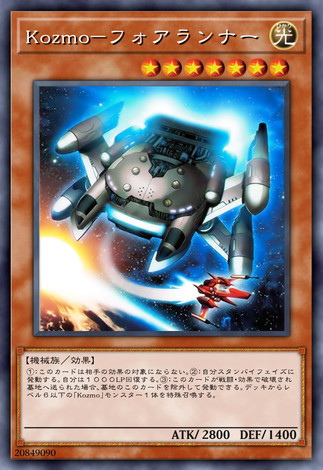 Kozmo－フォアランナー
光
【機械族／効果】
①：このカードは相手の効果の対象にならない。②：自分スタンバイフェイズに
発動する。自分は１０００LP回復する。③：このカードが戦闘・効果で破壊され
墓地へ送られた場合、墓地のこのカードを除外して発動できる。デッキからレ
ベル６以下の「Kozmo」モンスター１体を特殊召喚する。
ATK/ 2800 DEF/1400
20849090